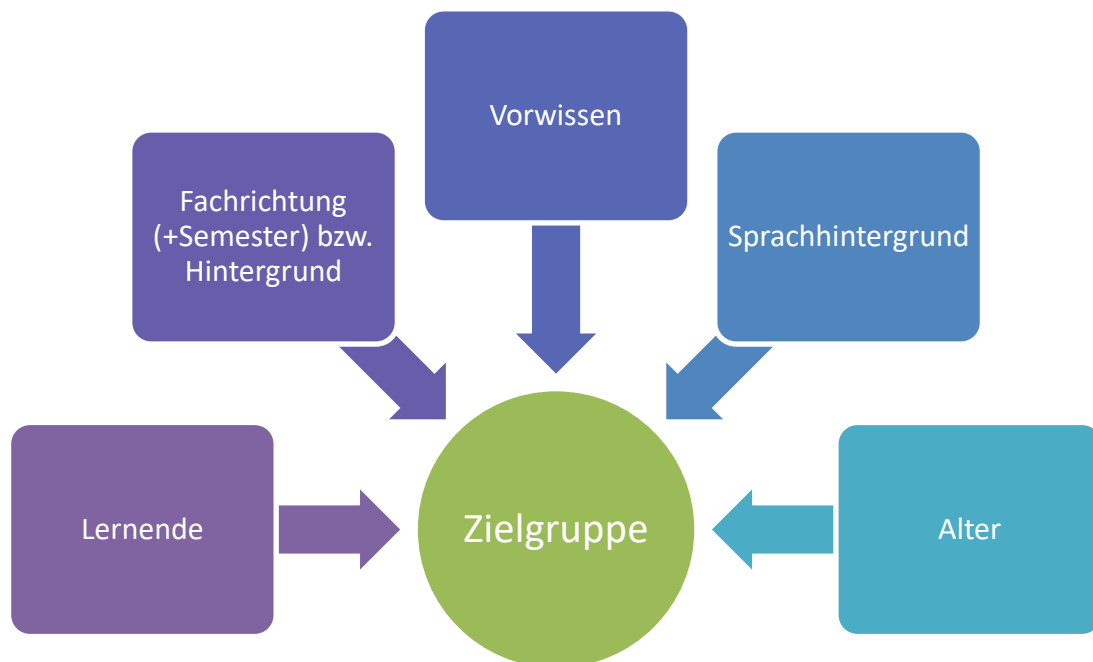 Vorwissen
Fachrichtung
(+Semester) bzw.
Hintergrund
Sprachhintergrund
Lernende
Zielgruppe
Alter